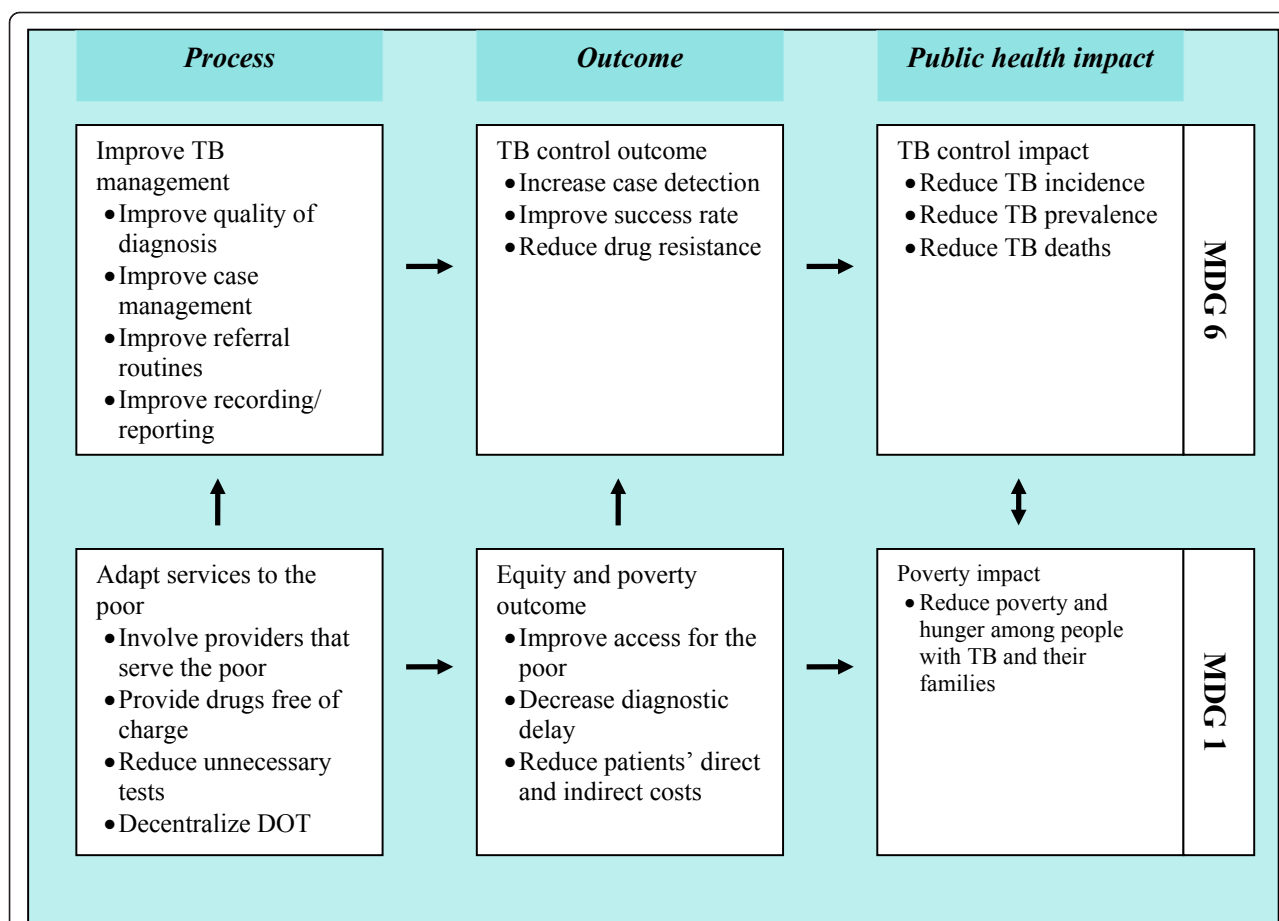 Process
Outcome
Public health impact
Improve TB
management
•Improve quality of
diagnosis
•Improve case
management
•Improve referral
routines
•Improve recording/
reporting
TB control outcome
•Increase case detection
•Improve success rate
•Reduce drug resistance
TB control impact
•Reduce TB incidence
•Reduce TB prevalence
•Reduce TB deaths
MDG 6
Adapt services to the
poor
•Involve providers that
serve the poor
•Provide drugs free of
charge
•Reduce unnecessary
tests
•Decentralize DOT
Equity and poverty
outcome
•Improve access for the
poor
•Decrease diagnostic
delay
•Reduce patients’ direct
and indirect costs
Poverty impact
•Reduce poverty and
hunger among people
with TB and their
families
MDG 1